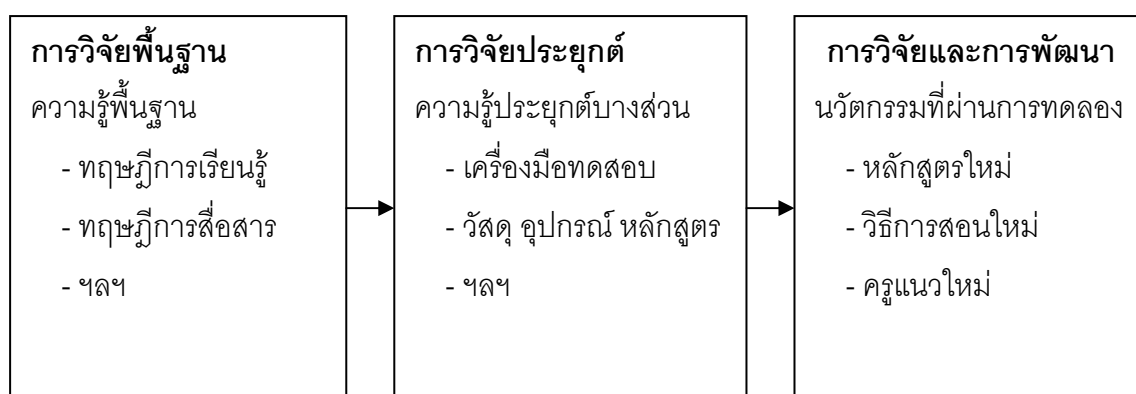 การวิจัยพื้นฐาน
ความรู้พื้นฐาน
- ทฤษฎีการเรียนรู้
- ทฤษฎีการสื่อสาร
- ฯลฯ
การวิจัยประยุกต์
ความรู้ประยุกต์บางส่วน
- เครื่องมือทดสอบ
- วัสดุ อุปกรณ์ หลักสูตร
- ฯลฯ
การวิจัยและการพัฒนา
นวัตกรรมที่ผ่านการทดลอง
- หลักสูตรใหม่
- วิธีการสอนใหม่
- ครูแนวใหม่